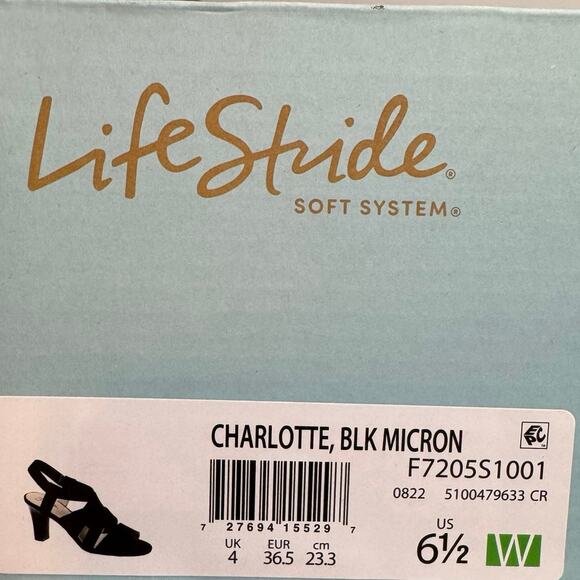 LifeStride®
SOFT SYSTEM®
CHARLOTTE, BLK MICRON
F7205S1001
0822 5100479633 CR
7 27694 15529 7
UK EUR cm US
4 36.5 23.3 6½ W